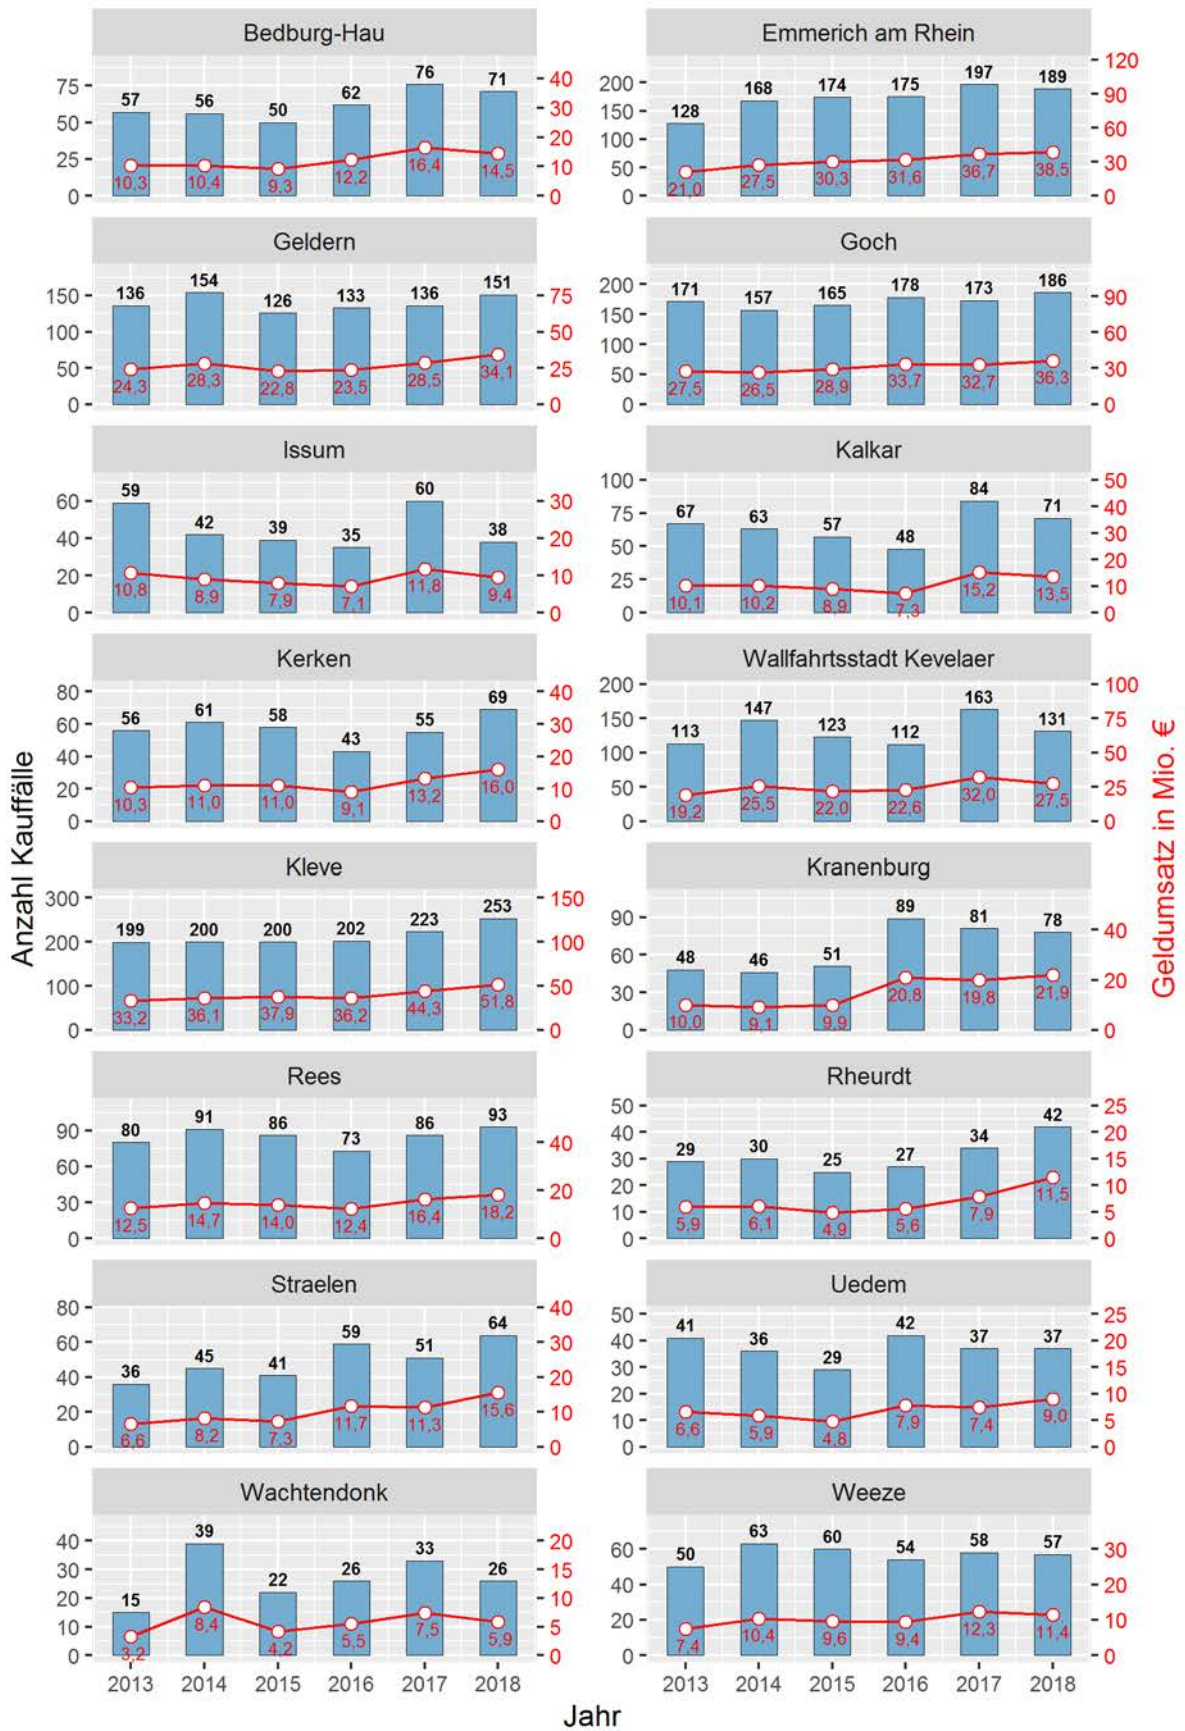 Bedburg-Hau
57 56 50 62 76 71
75 50 25 0
40 30 20 10 0
10,3 10,4 9,3 12,2 16,4 14,5
Emmerich am Rhein
128 168 174 175 197 189
200 150 100 50 0
120 90 60 30 0
21,0 27,5 30,3 31,6 36,7 38,5
Geldern
136 154 126 133 136 151
150 100 50 0
75 50 25 0
24,3 28,3 22,8 23,5 28,5 34,1
Goch
171 157 165 178 173 186
200 150 100 50 0
90 60 30 0
27,5 26,5 28,9 33,7 32,7 36,3
Issum
59 42 39 35 60 38
60 40 20 0
30 20 10 0
10,8 8,9 7,9 7,1 11,8 9,4
Kalkar
67 63 57 48 84 71
100 75 50 25 0
50 40 30 20 10 0
10,1 10,2 8,9 7,3 15,2 13,5
Kerken
56 61 58 43 55 69
80 60 40 20 0
40 30 20 10 0
10,3 11,0 11,0 9,1 13,2 16,0
Wallfahrtsstadt Kevelaer
113 147 123 112 163 131
200 150 100 50 0
100 75 50 25 0
19,2 25,5 22,0 22,6 32,0 27,5
Kleve
199 200 200 202 223 253
300 200 100 0
150 100 50 0
33,2 36,1 37,9 36,2 44,3 51,8
Kranenburg
48 46 51 89 81 78
90 60 30 0
40 20 0
10,0 9,1 9,9 20,8 19,8 21,9
Rees
80 91 86 73 86 93
90 60 30 0
40 20 0
12,5 14,7 14,0 12,4 16,4 18,2
Rheurdt
29 30 25 27 34 42
50 40 30 20 10 0
25 20 15 10 5 0
5,9 6,1 4,9 5,6 7,9 11,5
Straelen
36 45 41 59 51 64
80 60 40 20 0
40 30 20 10 0
6,6 8,2 7,3 11,7 11,3 15,6
Uedem
41 36 29 42 37 37
50 40 30 20 10 0
25 20 15 10 5 0
6,6 5,9 4,8 7,9 7,4 9,0
Wachtendonk
15 39 22 26 33 26
40 30 20 10 0
20 15 10 5 0
3,2 8,4 4,2 5,5 7,5 5,9
Weeze
50 63 60 54 58 57
60 40 20 0
30 20 10 0
7,4 10,4 9,6 9,4 12,3 11,4
2013 2014 2015 2016 2017 2018
2013 2014 2015 2016 2017 2018
Jahr
Anzahl Kauffälle
Geldumsatz in Mio. €